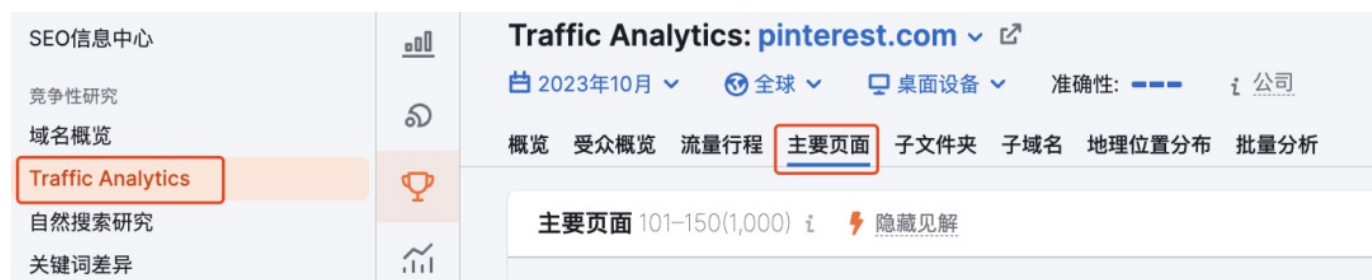 SEO信息中心
竞争性研究
域名概览
Traffic Analytics
自然搜索研究
关键词差异
Traffic Analytics: pinterest.com
2023年10月 全球 桌面设备 准确性: i 公司
概览 受众概览 流量行程 主要页面 子文件夹 子域名 地理位置分布 批量分析
主要页面 101–150(1,000) i 隐藏见解